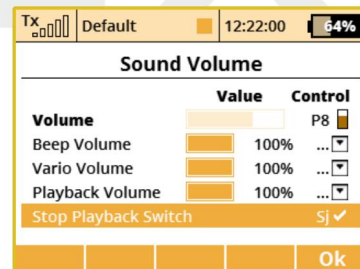 Tx Default 12:22:00 64%
Sound Volume
Value Control
Volume P8
Beep Volume 100% ...
Vario Volume 100% ...
Playback Volume 100% ...
Stop Playback Switch Sj ✔
Ok